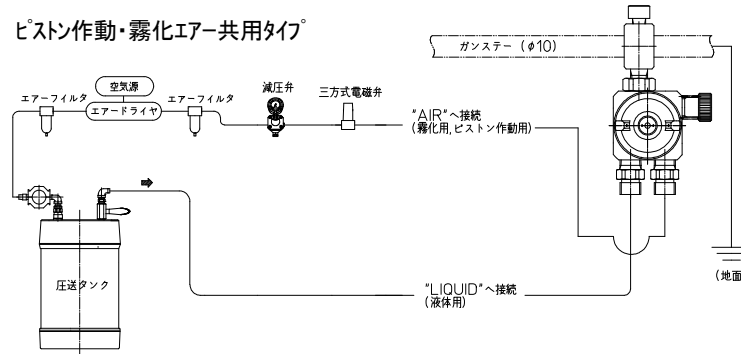 ピストン作動・霧化エアー共用タイプ
ガンステー (φ10)
空気源
エアードライヤ
エアーフィルタ
エアーフィルタ
減圧弁
三方式電磁弁
"AIR"へ接続
(霧化用,ピストン作動用)
圧送タンク
"LIQUID"へ接続
(液体用)
(地面